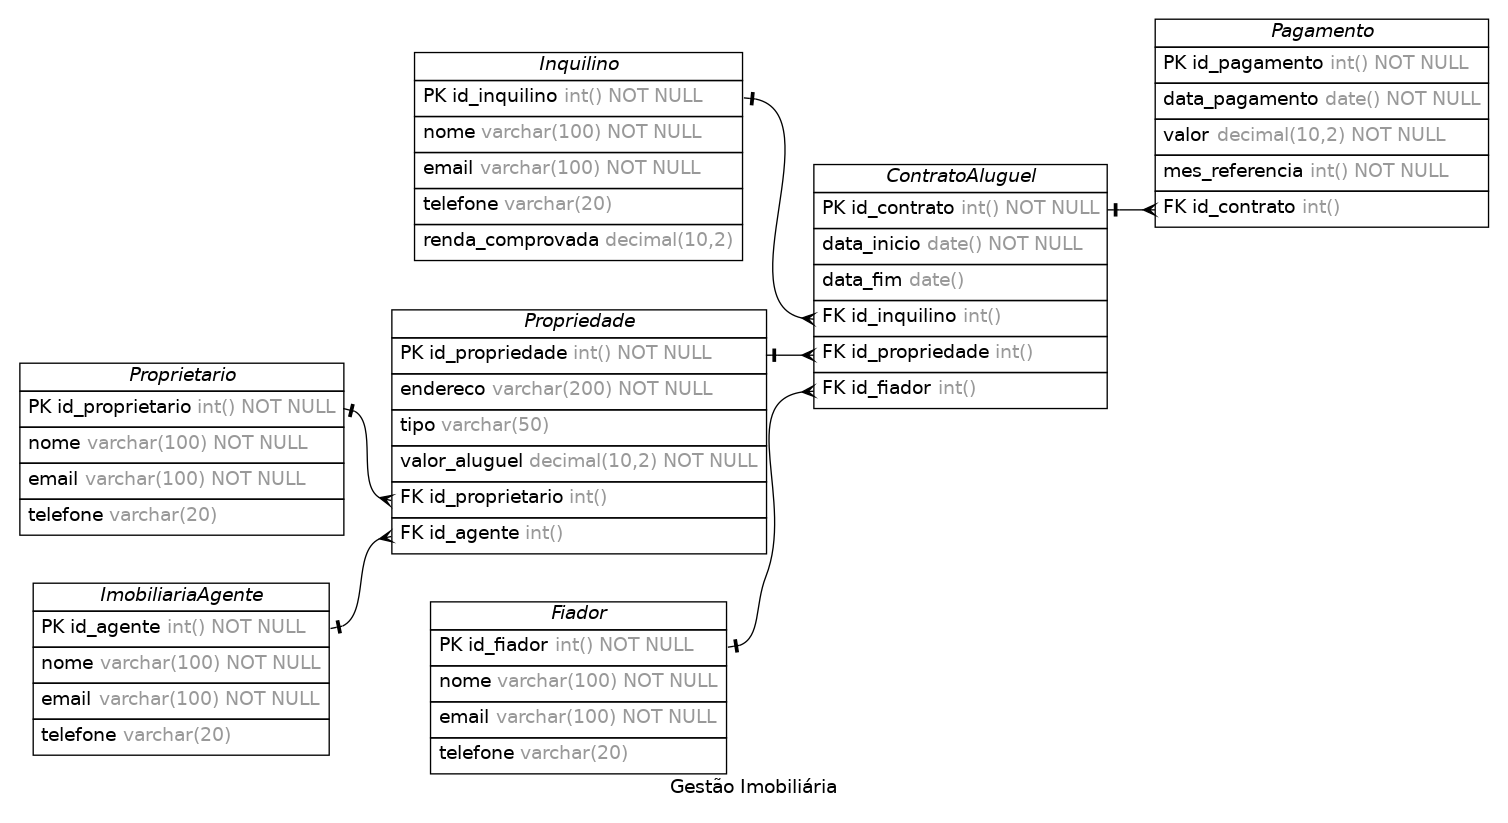 Pagamento
PK id_pagamento int() NOT NULL
data_pagamento date() NOT NULL
valor decimal(10,2) NOT NULL
mes_referencia int() NOT NULL
FK id_contrato int()
Inquilino
PK id_inquilino int() NOT NULL
nome varchar(100) NOT NULL
email varchar(100) NOT NULL
telefone varchar(20)
renda_comprovada decimal(10,2)
ContratoAluguel
PK id_contrato int() NOT NULL
data_inicio date() NOT NULL
data_fim date()
FK id_inquilino int()
FK id_propriedade int()
FK id_fiador int()
Propriedade
PK id_propriedade int() NOT NULL
endereco varchar(200) NOT NULL
tipo varchar(50)
valor_aluguel decimal(10,2) NOT NULL
FK id_proprietario int()
FK id_agente int()
Proprietario
PK id_proprietario int() NOT NULL
nome varchar(100) NOT NULL
email varchar(100) NOT NULL
telefone varchar(20)
ImobiliariaAgente
PK id_agente int() NOT NULL
nome varchar(100) NOT NULL
email varchar(100) NOT NULL
telefone varchar(20)
Fiador
PK id_fiador int() NOT NULL
nome varchar(100) NOT NULL
email varchar(100) NOT NULL
telefone varchar(20)
Gestão Imobiliária